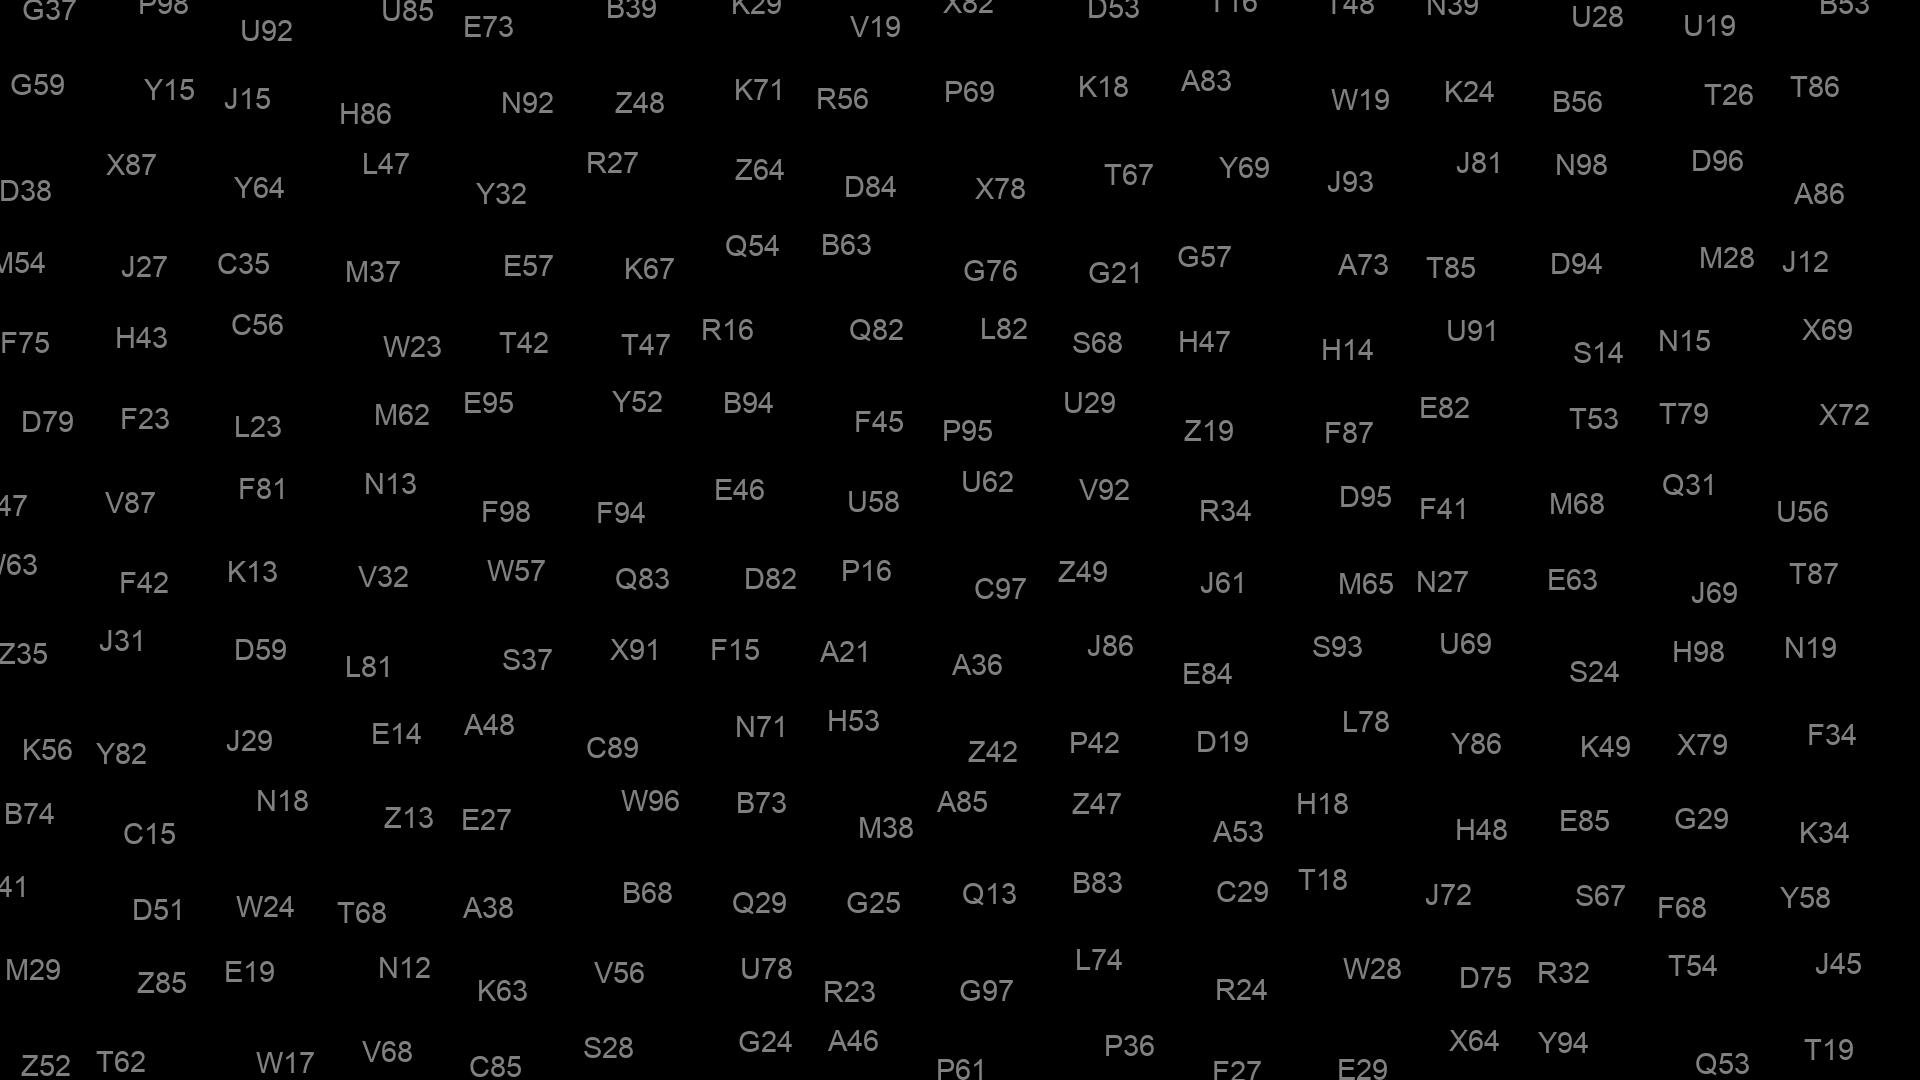 G37 P98 U92 U85 E73 B39 K29 V19 X82 D53 T16 T48 N39 U28 U19 B53
G59 Y15 J15 H86 N92 Z48 K71 R56 P69 K18 A83 W19 K24 B56 T26 T86
D38 X87 Y64 L47 Y32 R27 Z64 D84 X78 T67 Y69 J93 J81 N98 D96 A86
M54 J27 C35 M37 E57 K67 Q54 B63 G76 G21 G57 A73 T85 D94 M28 J12
F75 H43 C56 W23 T42 T47 R16 Q82 L82 S68 H47 H14 U91 S14 N15 X69
D79 F23 L23 M62 E95 Y52 B94 F45 P95 U29 Z19 F87 E82 T53 T79 X72
47 V87 F81 N13 F98 F94 E46 U58 U62 V92 R34 D95 F41 M68 Q31 U56
63 F42 K13 V32 W57 Q83 D82 P16 C97 Z49 J61 M65 N27 E63 J69 T87
Z35 J31 D59 L81 S37 X91 F15 A21 A36 J86 E84 S93 U69 S24 H98 N19
K56 Y82 J29 E14 A48 C89 N71 H53 Z42 P42 D19 L78 Y86 K49 X79 F34
B74 C15 N18 Z13 E27 W96 B73 M38 A85 Z47 A53 H18 H48 E85 G29 K34
41 D51 W24 T68 A38 B68 Q29 G25 Q13 B83 C29 T18 J72 S67 F68 Y58
M29 Z85 E19 N12 K63 V56 U78 R23 G97 L74 R24 W28 D75 R32 T54 J45
Z52 T62 W17 V68 C85 S28 G24 A46 P61 P36 F27 E29 X64 Y94 Q53 T19